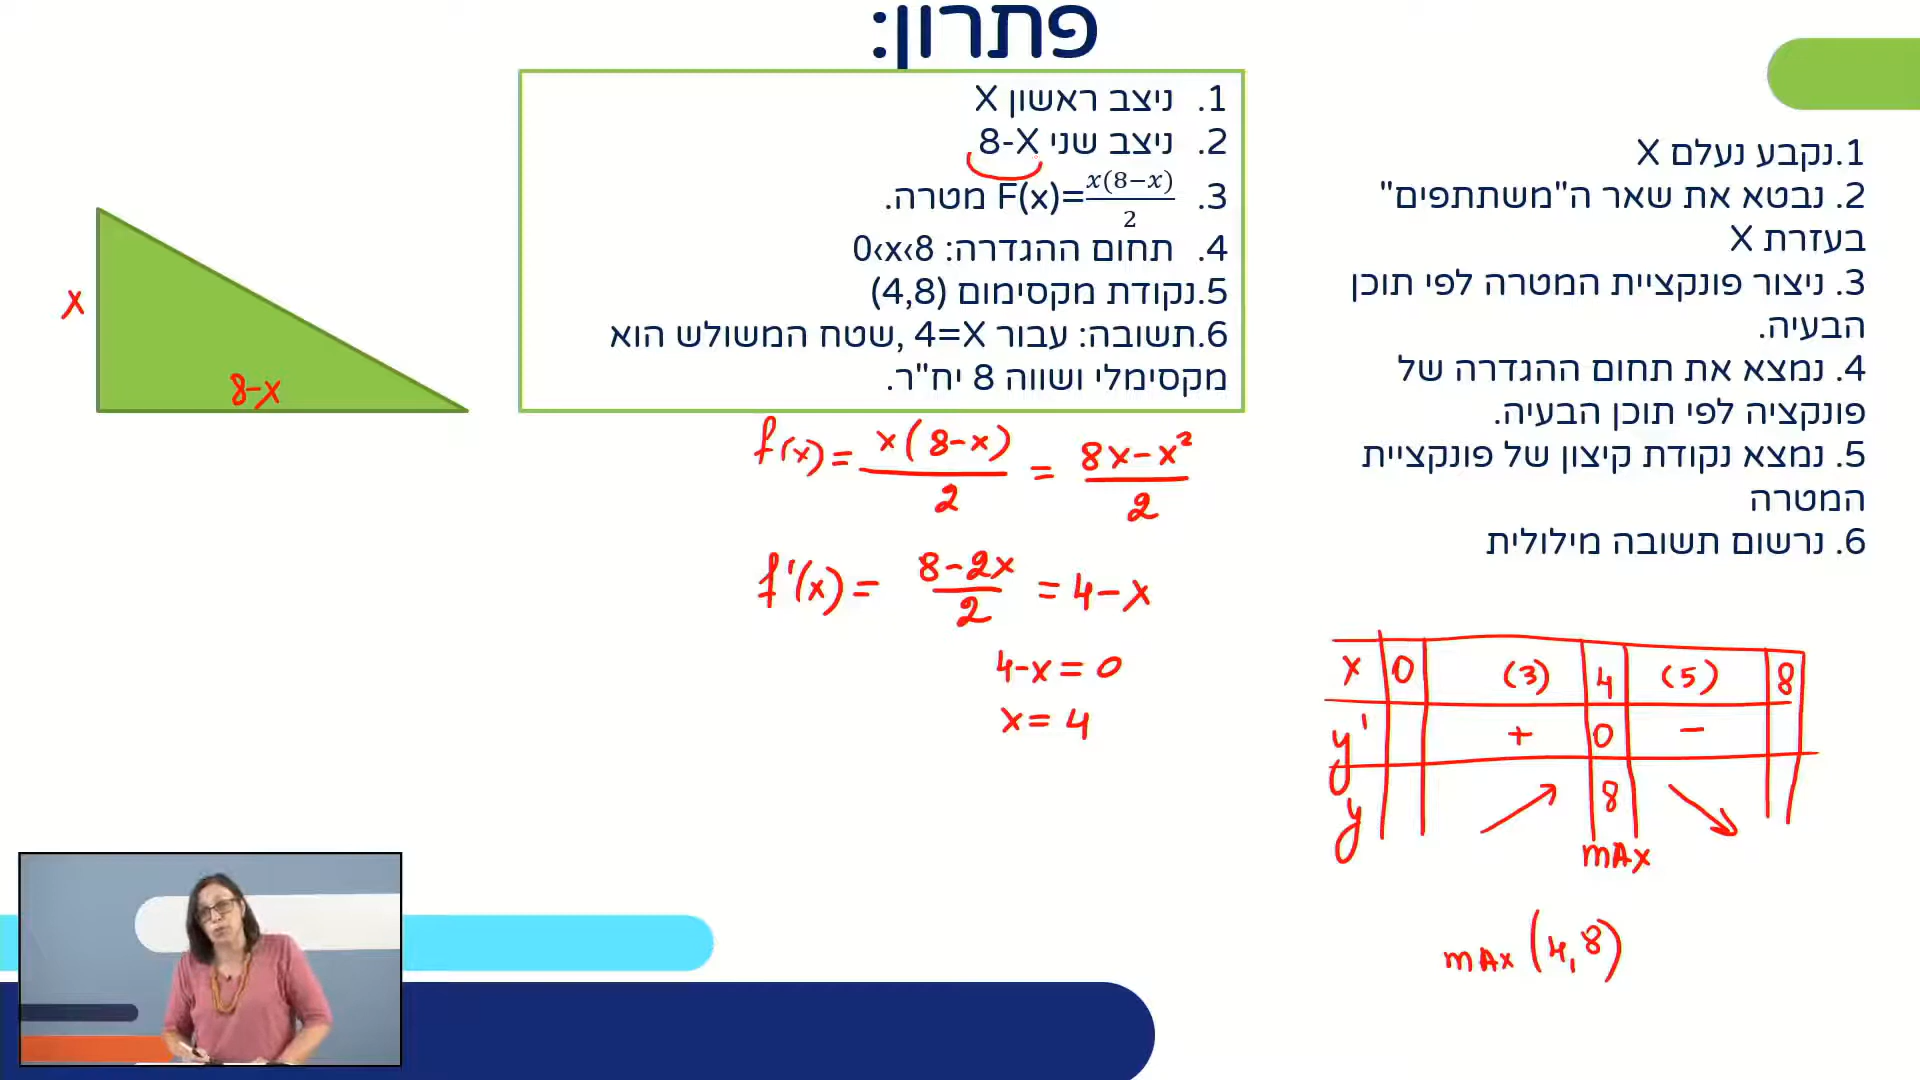 פתרון:
1. ניצב ראשון X
2. ניצב שני 8-X
3. F(x)=x(8−x)/2 מטרה.
4. תחום ההגדרה: 0‹x‹8
5.נקודת מקסימום (4,8)
6.תשובה: עבור X=4 ,שטח המשולש הוא
מקסימלי ושווה 8 יח"ר.
1.נקבע נעלם X
2. נבטא את שאר ה"משתתפים"
בעזרת X
3. ניצור פונקציית המטרה לפי תוכן
הבעיה.
4. נמצא את תחום ההגדרה של
פונקציה לפי תוכן הבעיה.
5. נמצא נקודת קיצון של פונקציית
המטרה
6. נרשום תשובה מילולית
x
8-x
f(x) = x(8-x)/2 = 8x-x²/2
f'(x) = 8-2x/2 = 4-x
4-x = 0
x = 4
x 0 (3) 4 (5) 8
y' + 0 -
y ↗ 8 ↘
max
max (4,8)